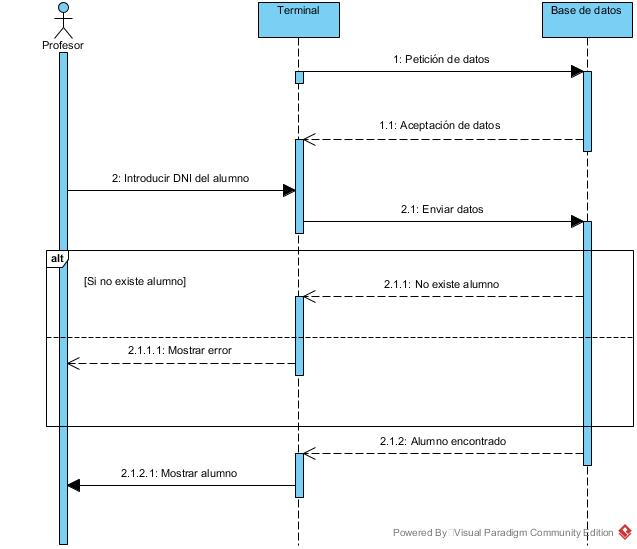 Profesor
Terminal
Base de datos
1: Petición de datos
1.1: Aceptación de datos
2: Introducir DNI del alumno
2.1: Enviar datos
alt
[Si no existe alumno]
2.1.1: No existe alumno
2.1.1.1: Mostrar error
2.1.2: Alumno encontrado
2.1.2.1: Mostrar alumno
Powered By Visual Paradigm Community Edition